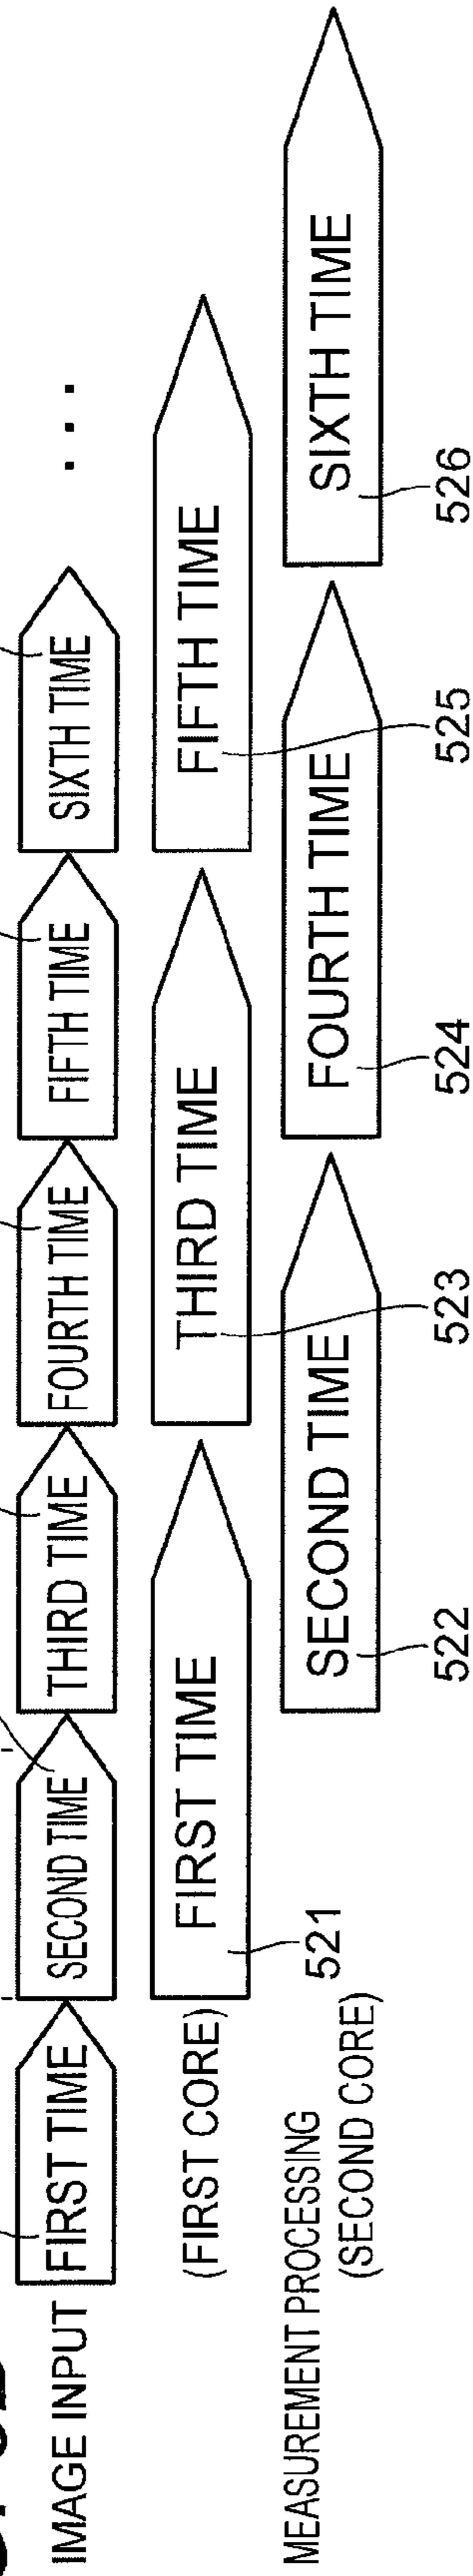 IMAGE INPUT
FIRST TIME
SECOND TIME
THIRD TIME
FOURTH TIME
FIFTH TIME
SIXTH TIME
...
(FIRST CORE)
FIRST TIME
THIRD TIME
FIFTH TIME
521
523
525
MEASUREMENT PROCESSING
(SECOND CORE)
SECOND TIME
FOURTH TIME
SIXTH TIME
522
524
526